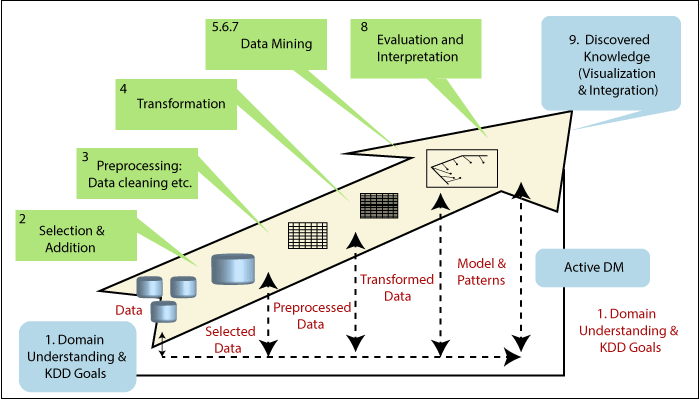 5.6.7
Data Mining
8
Evaluation and
Interpretation
9. Discovered
Knowledge
(Visualization
& Integration)
4
Transformation
3
Preprocessing:
Data cleaning etc.
2
Selection &
Addition
Data
Selected
Data
Preprocessed
Data
Transformed
Data
Model &
Patterns
Active DM
1. Domain
Understanding &
KDD Goals
1. Domain
Understanding &
KDD Goals